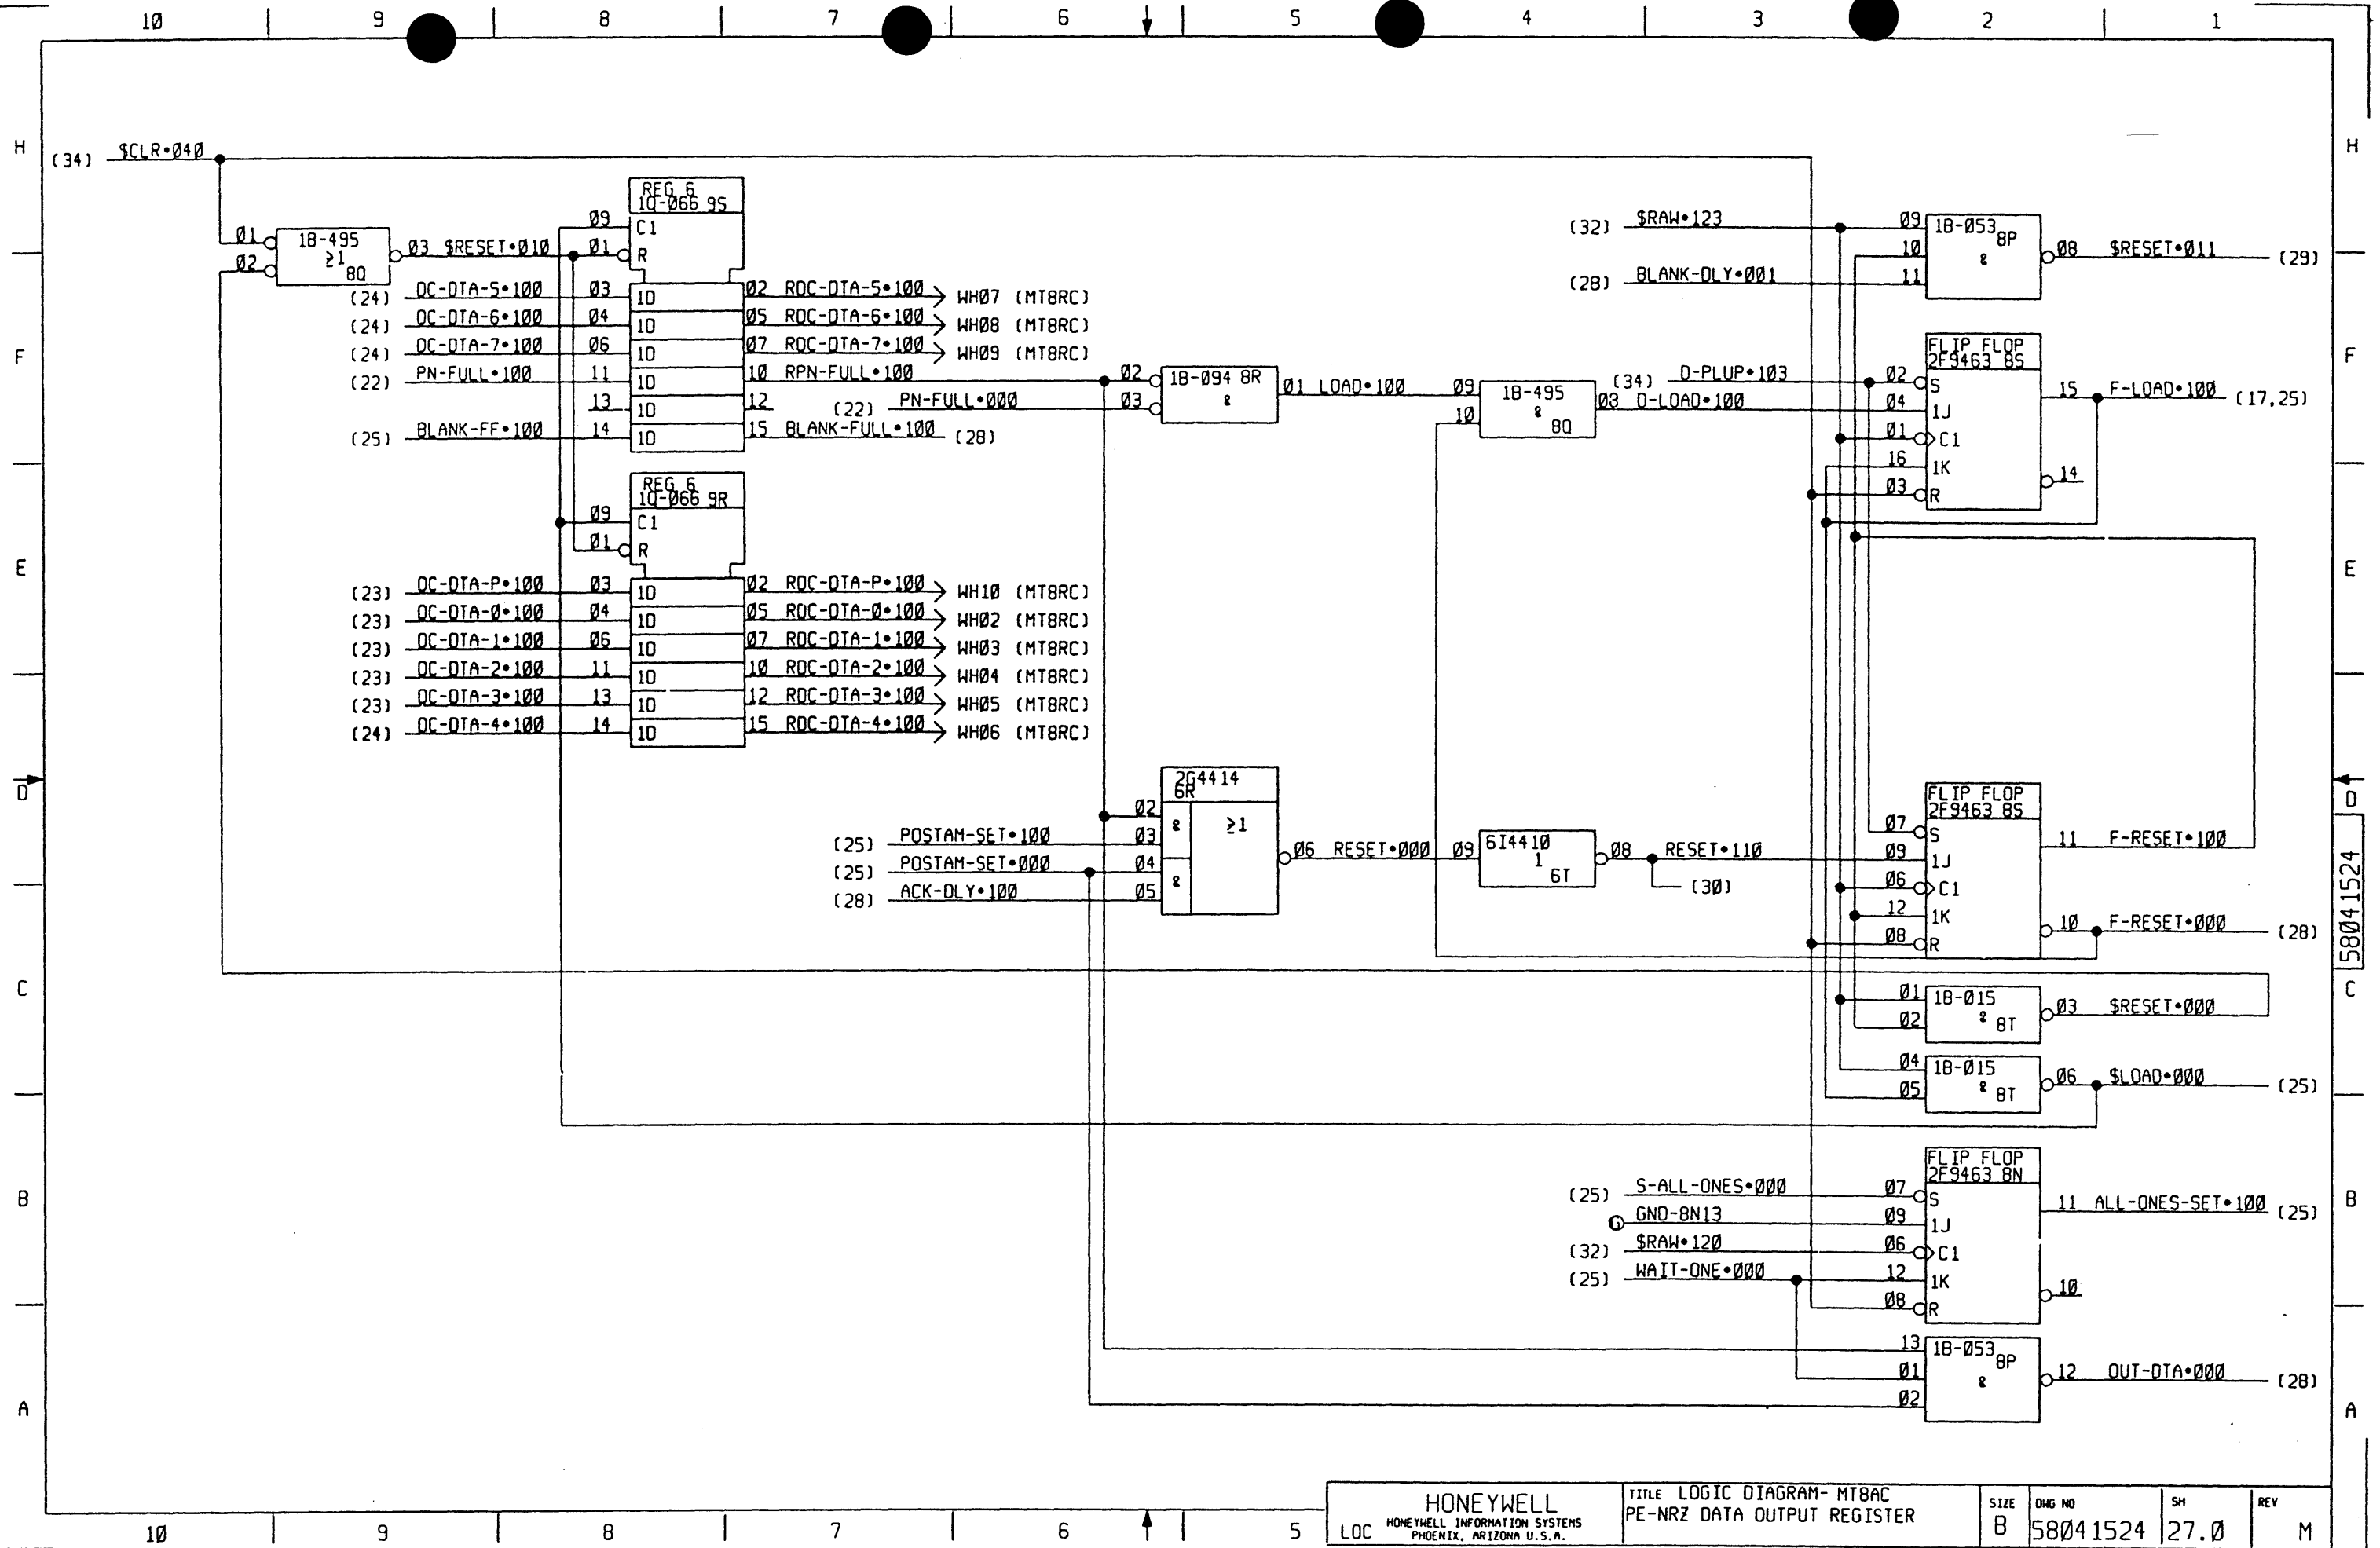 10 9 8 7 6 5 4 3 2 1
H H
(34) $CLR•040
REG 6
1Q-066 9S
09 C1
01 R
01 1B-495
02 ≥1
8Q
03 $RESET•010
(24) OC-DTA-5•100 03 1D 02 RDC-DTA-5•100 WH07 (MT8RC)
(24) OC-DTA-6•100 04 1D 05 RDC-DTA-6•100 WH08 (MT8RC)
(24) OC-DTA-7•100 06 1D 07 RDC-DTA-7•100 WH09 (MT8RC)
(22) PN-FULL•100 11 1D 10 RPN-FULL•100
13 1D 12
(22) PN-FULL•000
(25) BLANK-FF•100 14 1D 15 BLANK-FULL•100 (28)
02 1B-094 8R
03 &
01 LOAD•100
09 1B-495
10 &
8Q
03 D-LOAD•100
(32) $RAW•123 09 1B-053
10 8P
(28) BLANK-DLY•001 11 &
08 $RESET•011 (29)
F F
FLIP FLOP
2F9463 8S
(34) D-PLUP•103 02 S
04 1J
01 C1
16 1K
03 R
15 F-LOAD•100 (17,25)
14
REG 6
1Q-066 9R
09 C1
01 R
E E
(23) OC-DTA-P•100 03 1D 02 RDC-DTA-P•100 WH10 (MT8RC)
(23) OC-DTA-0•100 04 1D 05 RDC-DTA-0•100 WH02 (MT8RC)
(23) OC-DTA-1•100 06 1D 07 RDC-DTA-1•100 WH03 (MT8RC)
(23) OC-DTA-2•100 11 1D 10 RDC-DTA-2•100 WH04 (MT8RC)
(23) OC-DTA-3•100 13 1D 12 RDC-DTA-3•100 WH05 (MT8RC)
(24) OC-DTA-4•100 14 1D 15 RDC-DTA-4•100 WH06 (MT8RC)
D D
2G4414
6R
02 & ≥1
(25) POSTAM-SET•100 03
(25) POSTAM-SET•000 04 &
(28) ACK-DLY•100 05
06 RESET•000
09 6I4410
1
6T
08 RESET•110
(30)
FLIP FLOP
2F9463 8S
07 S
09 1J
06 C1
12 1K
08 R
11 F-RESET•100
10 F-RESET•000 (28)
58041524
C C
01 1B-015
02 & 8T
03 $RESET•000
04 1B-015
05 & 8T
06 $LOAD•000 (25)
B B
FLIP FLOP
2F9463 8N
(25) S-ALL-ONES•000 07 S
G GND-8N13 09 1J
(32) $RAW•120 06 C1
(25) WAIT-ONE•000 12 1K
08 R
11 ALL-ONES-SET•100 (25)
10
13 1B-053
01 8P
02 &
12 OUT-DTA•000 (28)
A A
10 9 8 7 6 5
LOC HONEYWELL
HONEYWELL INFORMATION SYSTEMS
PHOENIX, ARIZONA U.S.A.
TITLE LOGIC DIAGRAM- MT8AC
PE-NRZ DATA OUTPUT REGISTER
SIZE B
DWG NO 58041524
SH 27.0
REV M